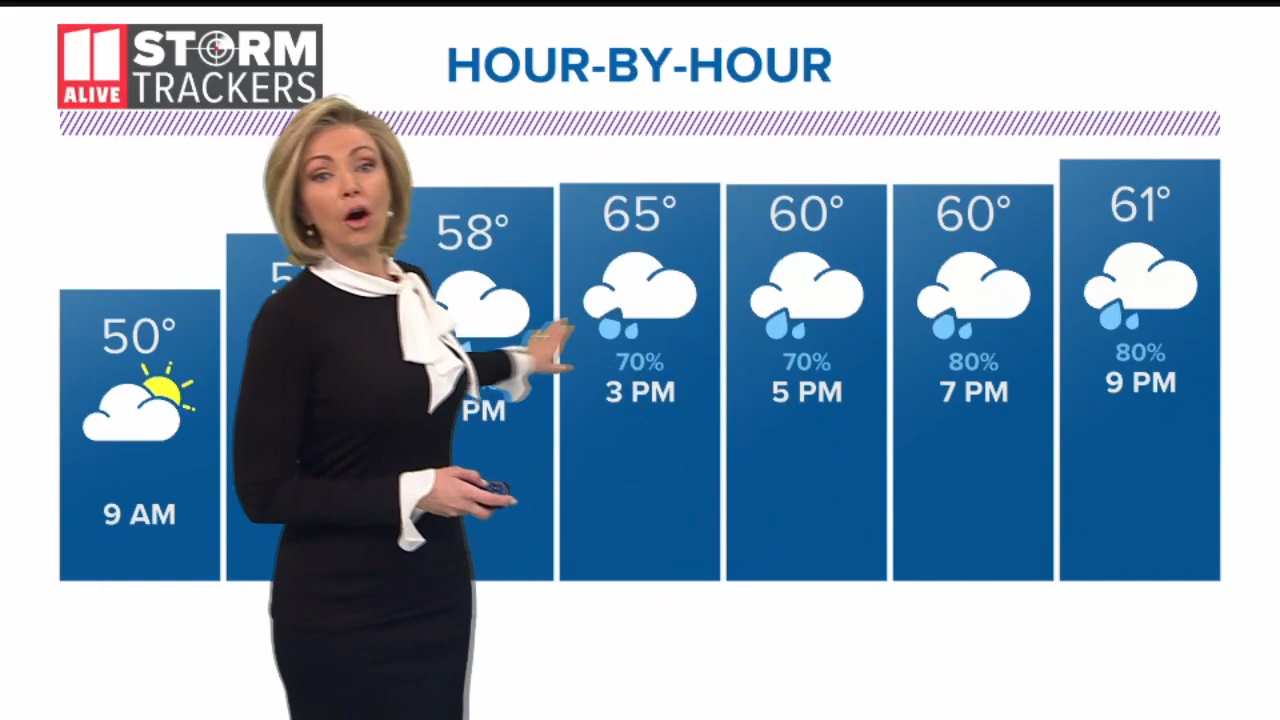 11 ALIVE
STORM
TRACKERS
HOUR-BY-HOUR
50°
9 AM
58°
PM
65°
70%
3 PM
60°
70%
5 PM
60°
80%
7 PM
61°
80%
9 PM